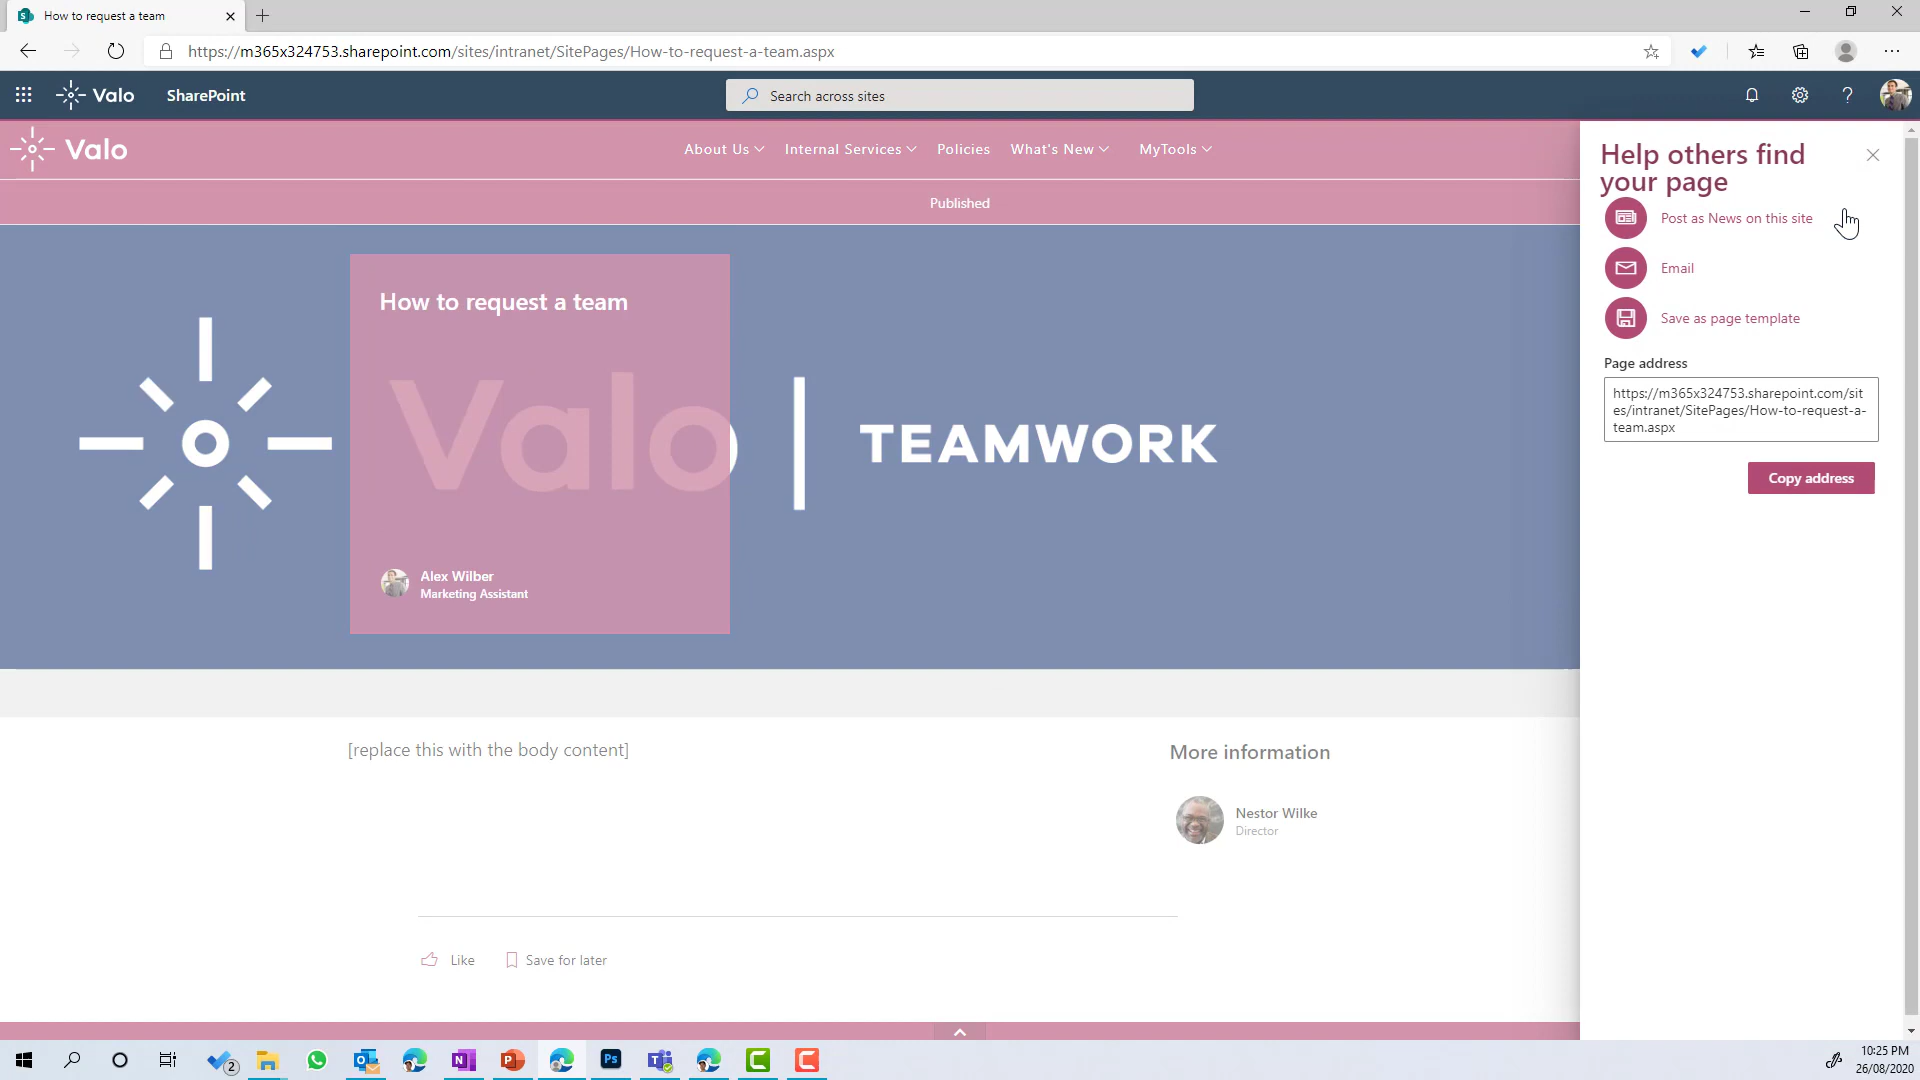 How to request a team
https://m365x324753.sharepoint.com/sites/intranet/SitePages/How-to-request-a-team.aspx
Valo
SharePoint
Search across sites
Valo
About Us
Internal Services
Policies
What's New
MyTools
Published
How to request a team
Valo
TEAMWORK
Alex Wilber
Marketing Assistant
[replace this with the body content]
More information
Nestor Wilke
Director
Like
Save for later
Help others find
your page
Post as News on this site
Email
Save as page template
Page address
https://m365x324753.sharepoint.com/sit
es/intranet/SitePages/How-to-request-a-
team.aspx
Copy address
2
N
P
Ps
10:25 PM
26/08/2020